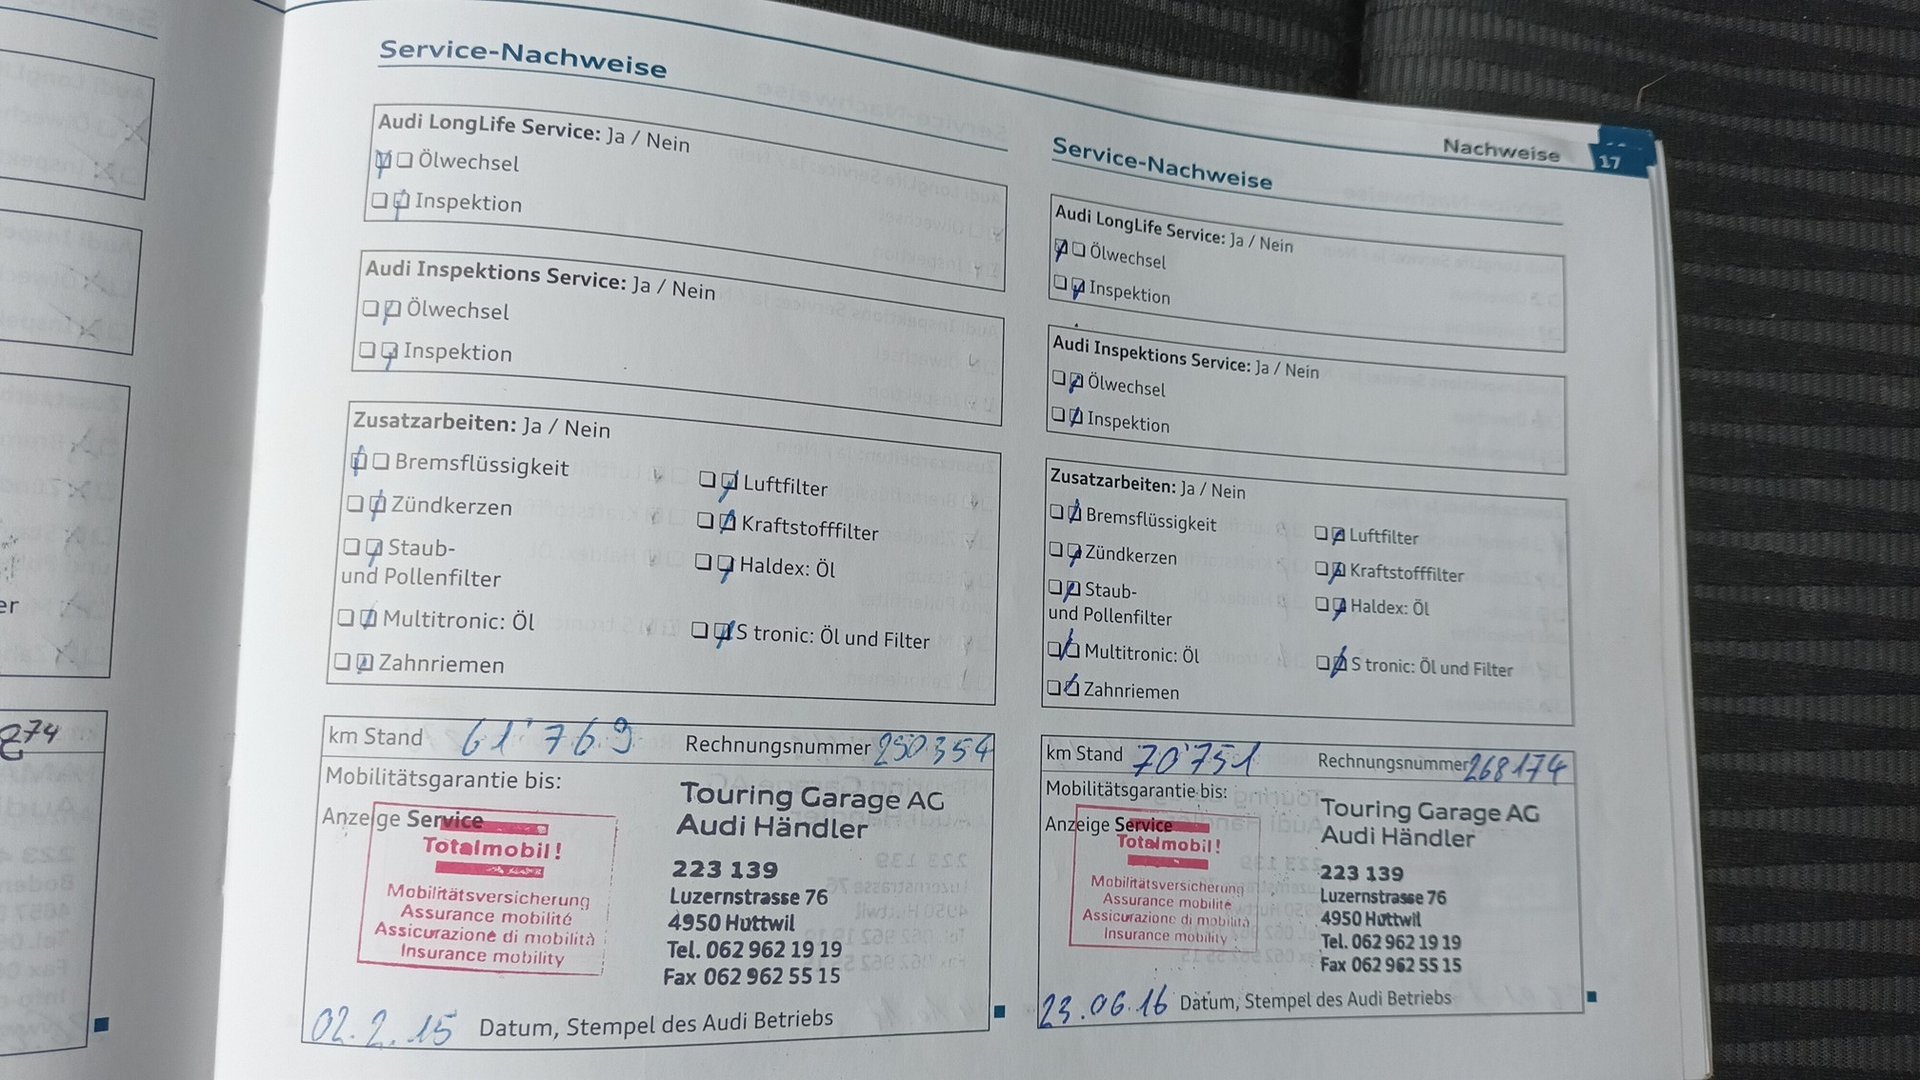 Service-Nachweise
Audi LongLife Service: Ja / Nein
Ölwechsel
Inspektion
Audi Inspektions Service: Ja / Nein
Ölwechsel
Inspektion
Zusatzarbeiten: Ja / Nein
Bremsflüssigkeit
Zündkerzen
Staub-
und Pollenfilter
Multitronic: Öl
Zahnriemen
Luftfilter
Kraftstofffilter
Haldex: Öl
S tronic: Öl und Filter
km Stand 61'769 Rechnungsnummer 250354
Mobilitätsgarantie bis:
Anzeige Service
Totalmobil!
Mobilitätsversicherung
Assurance mobilité
Assicurazione di mobilità
Insurance mobility
Touring Garage AG
Audi Händler
223 139
Luzernstrasse 76
4950 Huttwil
Tel. 062 962 19 19
Fax 062 962 55 15
02.2.15 Datum, Stempel des Audi Betriebs
Nachweise 17
Service-Nachweise
Audi LongLife Service: Ja / Nein
Ölwechsel
Inspektion
Audi Inspektions Service: Ja / Nein
Ölwechsel
Inspektion
Zusatzarbeiten: Ja / Nein
Bremsflüssigkeit
Zündkerzen
Staub-
und Pollenfilter
Multitronic: Öl
Zahnriemen
Luftfilter
Kraftstofffilter
Haldex: Öl
S tronic: Öl und Filter
km Stand 70'751 Rechnungsnummer 268174
Mobilitätsgarantie bis:
Anzeige Service
Totalmobil!
Mobilitätsversicherung
Assurance mobilité
Assicurazione di mobilità
Insurance mobility
Touring Garage AG
Audi Händler
223 139
Luzernstrasse 76
4950 Huttwil
Tel. 062 962 19 19
Fax 062 962 55 15
23.06.16 Datum, Stempel des Audi Betriebs